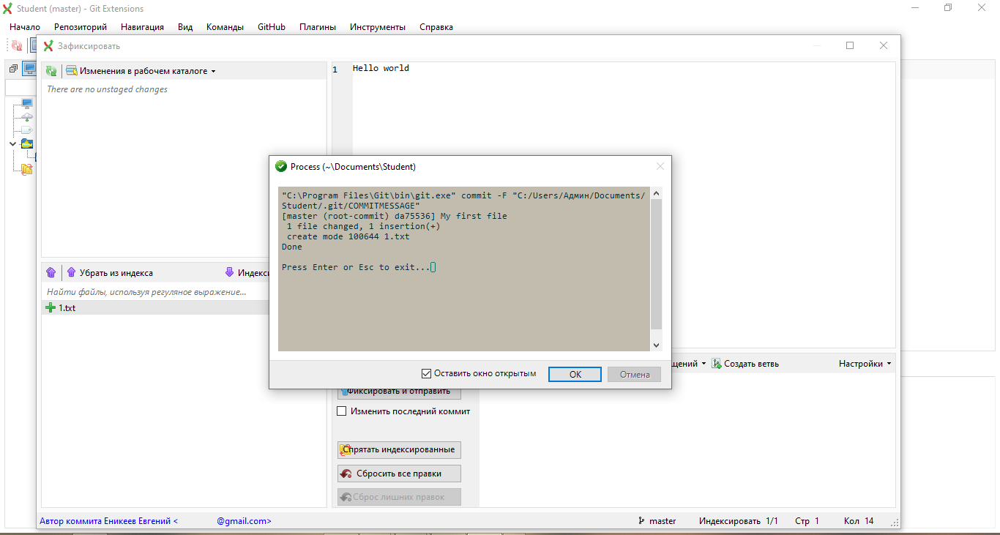 Student (master) - Git Extensions
Начало Репозиторий Навигация Вид Команды GitHub Плагины Инструменты Справка
Зафиксировать
Изменения в рабочем каталоге
There are no unstaged changes
1 Hello world
Process (~\Documents\Student)
"C:\Program Files\Git\bin\git.exe" commit -F "C:/Users/Админ/Documents/
Student/.git/COMMITMESSAGE"
[master (root-commit) da75536] My first file
1 file changed, 1 insertion(+)
create mode 100644 1.txt
Done
Press Enter or Esc to exit...
Оставить окно открытым OK Отмена
Убрать из индекса Индекси
Найти файлы, используя регуляное выражение...
1.txt
щений Создать ветвь Настройки
Фиксировать и отправить
Изменить последний коммит
Спрятать индексированные
Сбросить все правки
Сброс лишних правок
Автор коммита Еникеев Евгений < @gmail.com> master Индексировать 1/1 Стр 1 Кол 14